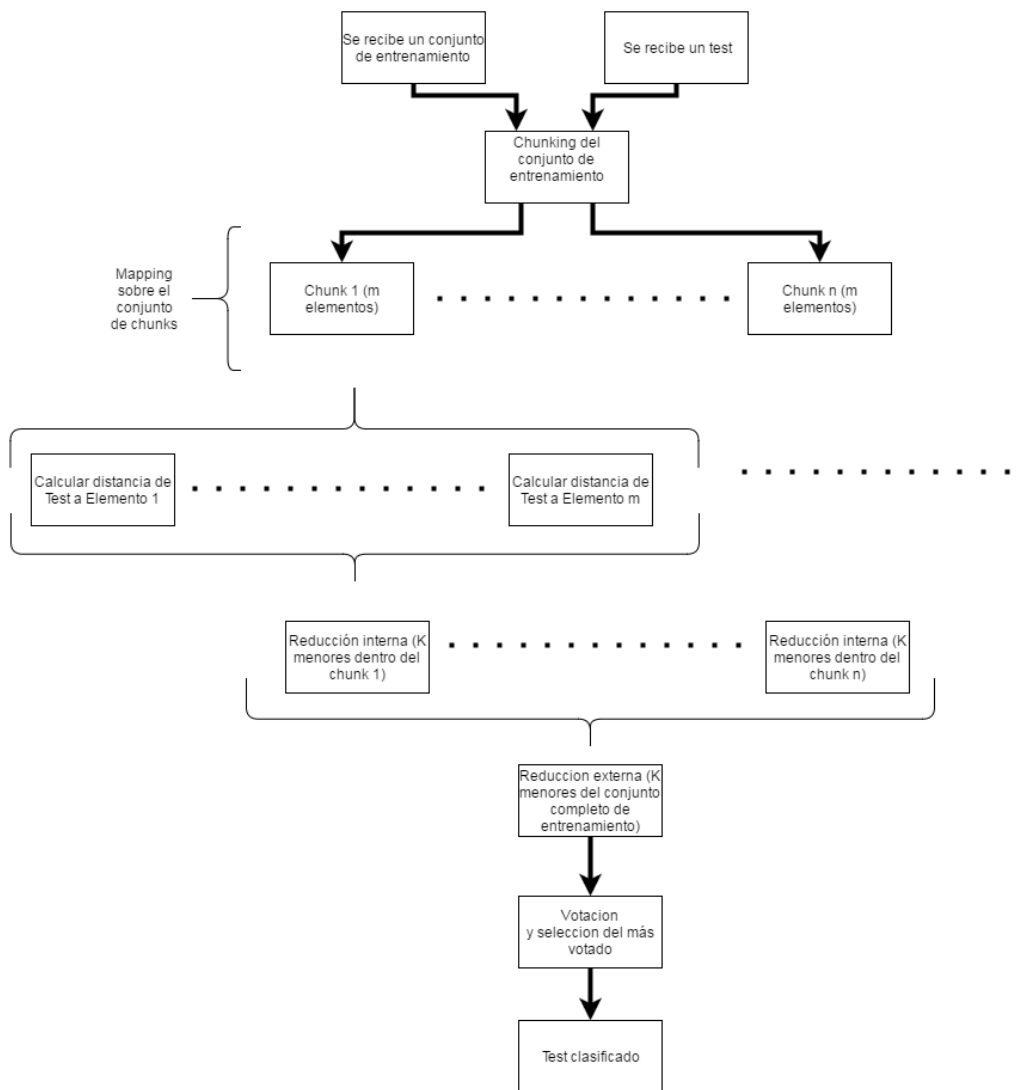 Se recibe un conjunto
de entrenamiento
Se recibe un test
Chunking del
conjunto de
entrenamiento
Mapping
sobre el
conjunto
de chunks
Chunk 1 (m
elementos)
Chunk n (m
elementos)
Calcular distancia de
Test a Elemento 1
Calcular distancia de
Test a Elemento m
Reducción interna (K
menores dentro del
chunk 1)
Reducción interna (K
menores dentro del
chunk n)
Reduccion externa (K
menores del conjunto
completo de
entrenamiento)
Votacion
y seleccion del más
votado
Test clasificado